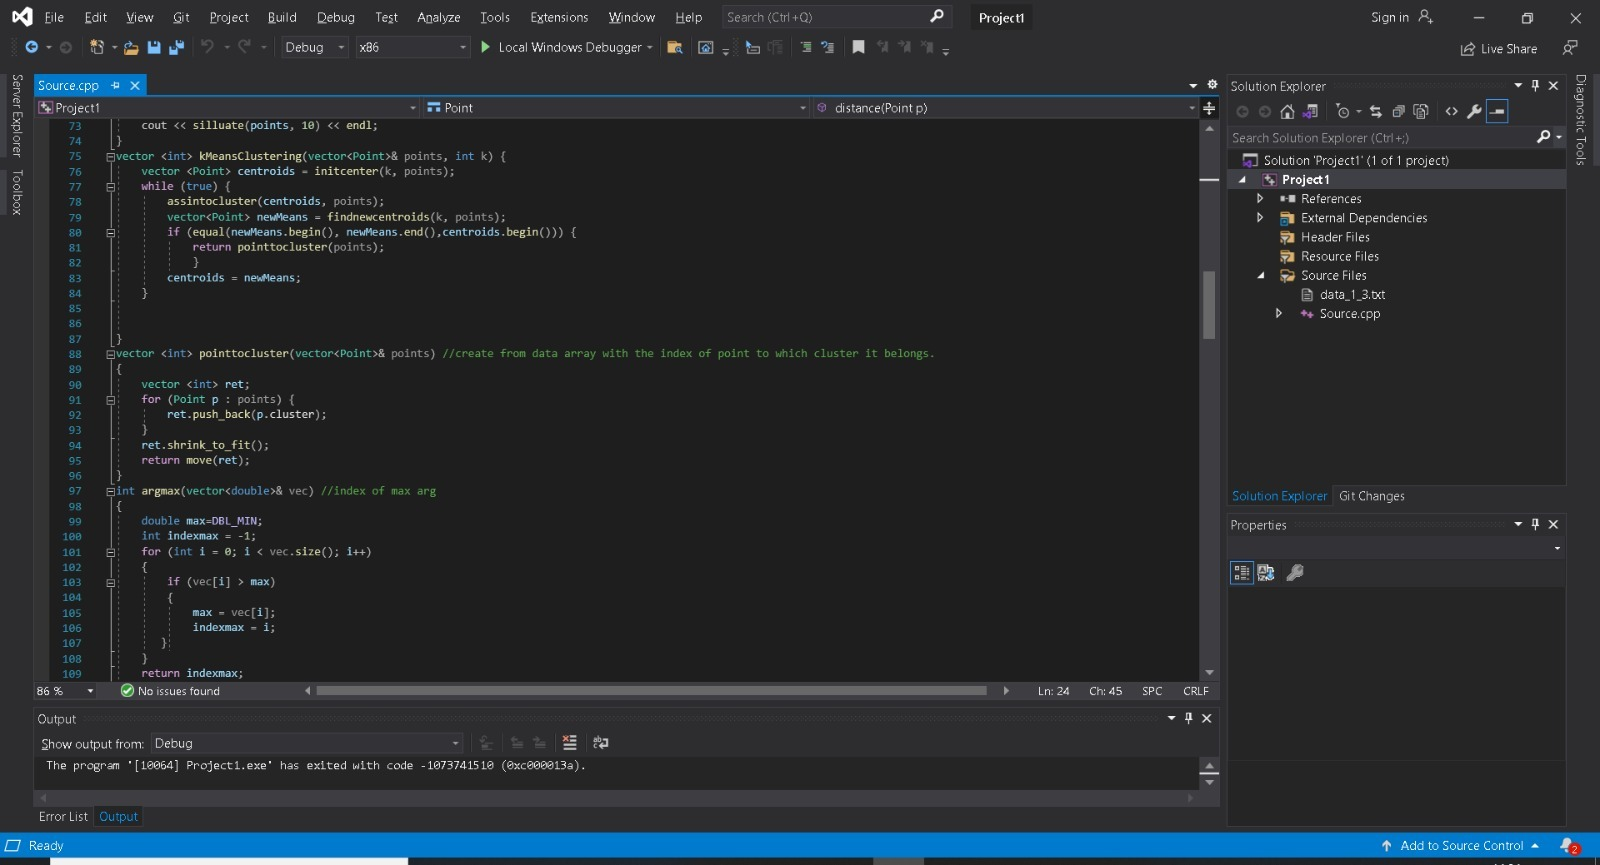 File Edit View Git Project Build Debug Test Analyze Tools Extensions Window Help Search (Ctrl+Q) Project1 Sign in
Debug x86 Local Windows Debugger Live Share
Server Explorer
Toolbox
Source.cpp
Project1 Point distance(Point p)
73 cout << silluate(points, 10) << endl;
74 }
75 vector <int> kMeansClustering(vector<Point>& points, int k) {
76 vector <Point> centroids = initcenter(k, points);
77 while (true) {
78 assintocluster(centroids, points);
79 vector<Point> newMeans = findnewcentroids(k, points);
80 if (equal(newMeans.begin(), newMeans.end(),centroids.begin())) {
81 return pointtocluster(points);
82 }
83 centroids = newMeans;
84 }
85
86
87 }
88 vector <int> pointtocluster(vector<Point>& points) //create from data array with the index of point to which cluster it belongs.
89 {
90 vector <int> ret;
91 for (Point p : points) {
92 ret.push_back(p.cluster);
93 }
94 ret.shrink_to_fit();
95 return move(ret);
96 }
97 int argmax(vector<double>& vec) //index of max arg
98 {
99 double max=DBL_MIN;
100 int indexmax = -1;
101 for (int i = 0; i < vec.size(); i++)
102 {
103 if (vec[i] > max)
104 {
105 max = vec[i];
106 indexmax = i;
107 }
108 }
109 return indexmax;
86 % No issues found Ln: 24 Ch: 45 SPC CRLF
Output
Show output from: Debug
The program '[10064] Project1.exe' has exited with code -1073741510 (0xc000013a).
Error List Output
Solution Explorer
Search Solution Explorer (Ctrl+;)
Solution 'Project1' (1 of 1 project)
Project1
References
External Dependencies
Header Files
Resource Files
Source Files
data_1_3.txt
Source.cpp
Solution Explorer Git Changes
Properties
Diagnostic Tools
Ready Add to Source Control 2